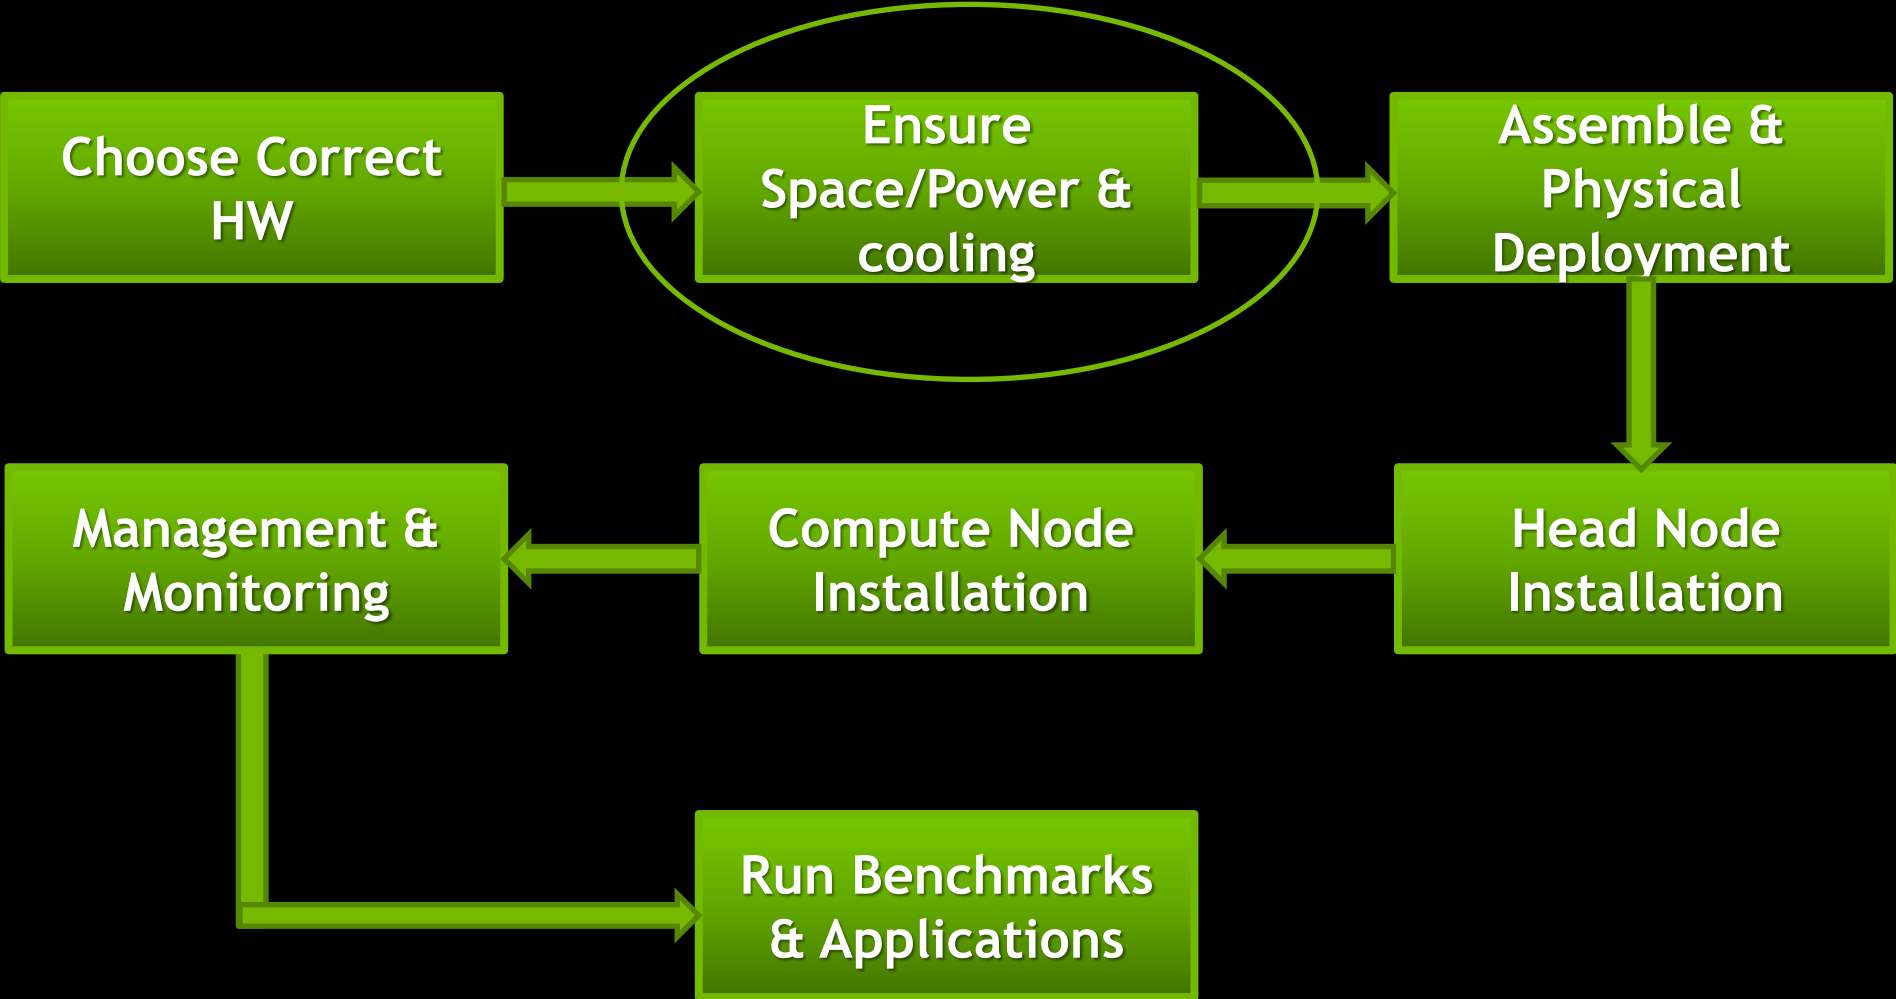 Choose Correct
HW
Ensure
Space/Power &
cooling
Assemble &
Physical
Deployment
Management &
Monitoring
Compute Node
Installation
Head Node
Installation
Run Benchmarks
& Applications